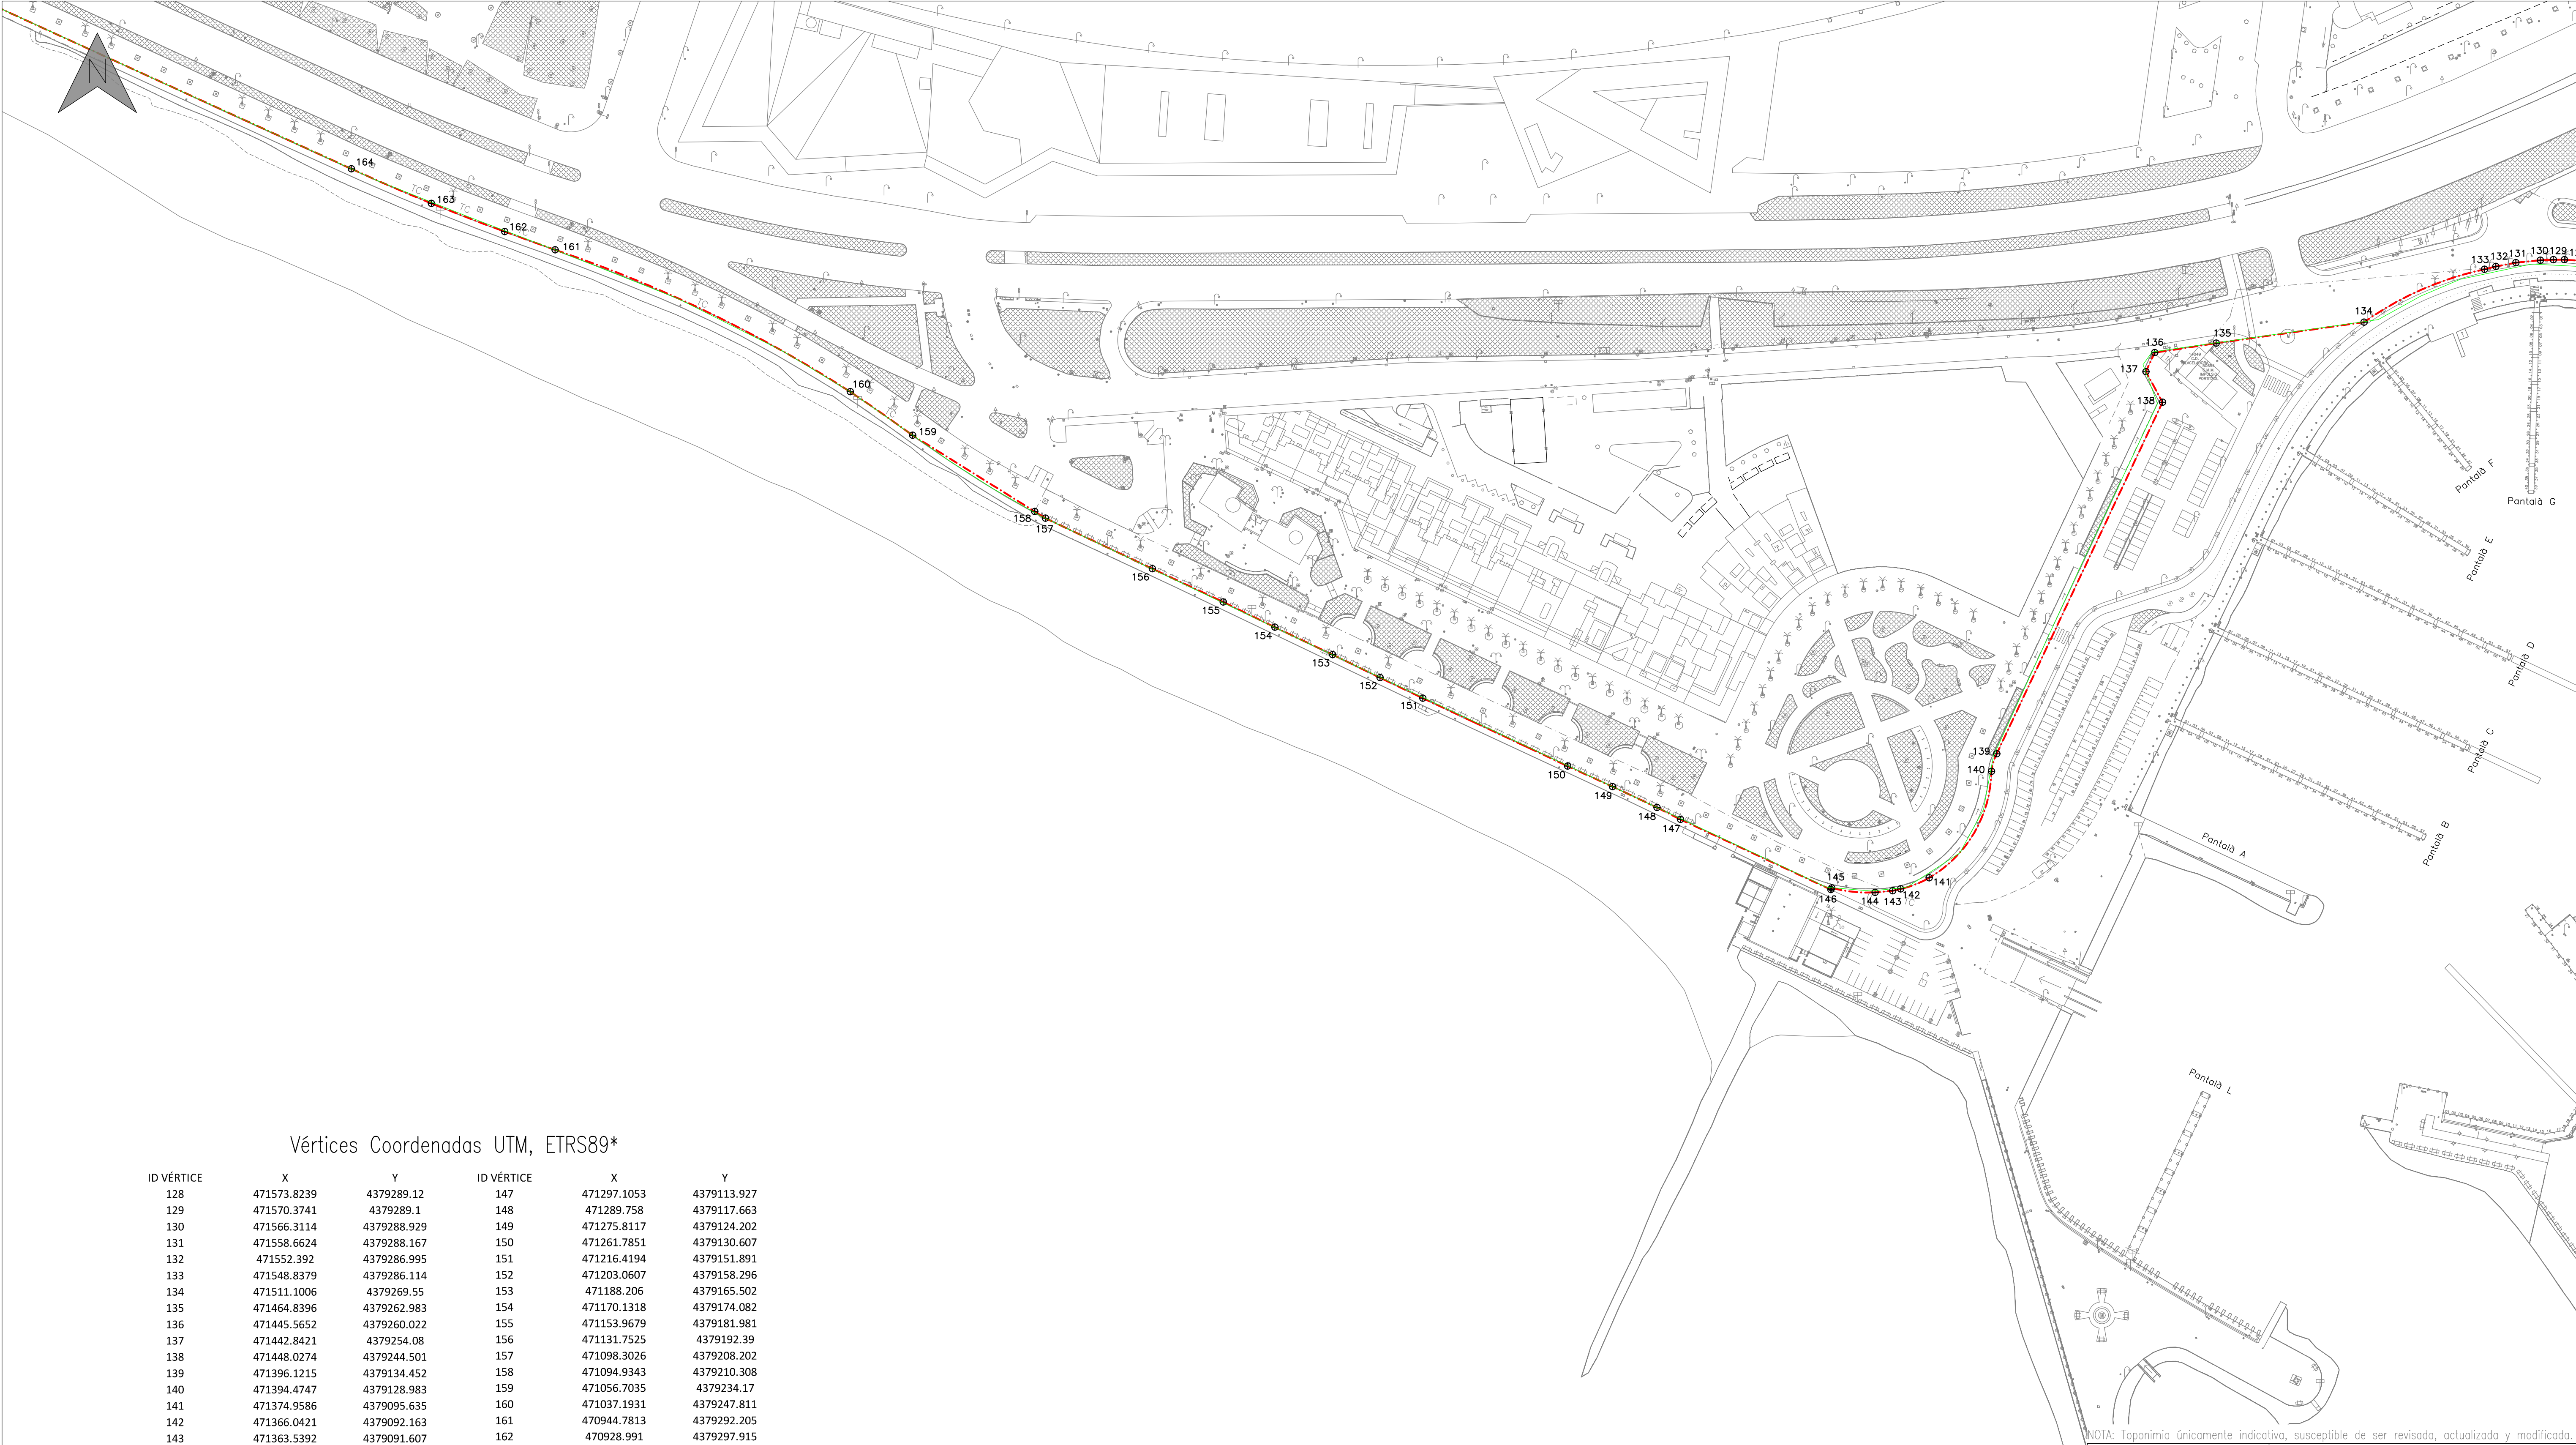 N
164
TC
163
TC
162
TC
161
TC
160
TC
159
158
157
156
155
154
153
152
151
150
149
148
147
145
146
144
143
142
141
140
139
138
137
136
135
134
133
132
131
130
129
Pantalà F
Pantalà G
Pantalà E
Pantalà D
Pantalà C
Pantalà B
Pantalà A
Pantalà L
Vértices Coordenadas UTM, ETRS89*
ID VÉRTICE X Y ID VÉRTICE X Y
128 471573.8239 4379289.12 147 471297.1053 4379113.927
129 471570.3741 4379289.1 148 471289.758 4379117.663
130 471566.3114 4379288.929 149 471275.8117 4379124.202
131 471558.6624 4379288.167 150 471261.7851 4379130.607
132 471552.392 4379286.995 151 471216.4194 4379151.891
133 471548.8379 4379286.114 152 471203.0607 4379158.296
134 471511.1006 4379269.55 153 471188.206 4379165.502
135 471464.8396 4379262.983 154 471170.1318 4379174.082
136 471445.5652 4379260.022 155 471153.9679 4379181.981
137 471442.8421 4379254.08 156 471131.7525 4379192.39
138 471448.0274 4379244.501 157 471098.3026 4379208.202
139 471396.1215 4379134.452 158 471094.9343 4379210.308
140 471394.4747 4379128.983 159 471056.7035 4379234.17
141 471374.9586 4379095.635 160 471037.1931 4379247.811
142 471366.0421 4379092.163 161 470944.7813 4379292.205
143 471363.5392 4379091.607 162 470928.991 4379297.915
NOTA: Toponimia únicamente indicativa, susceptible de ser revisada, actualizada y modificada.